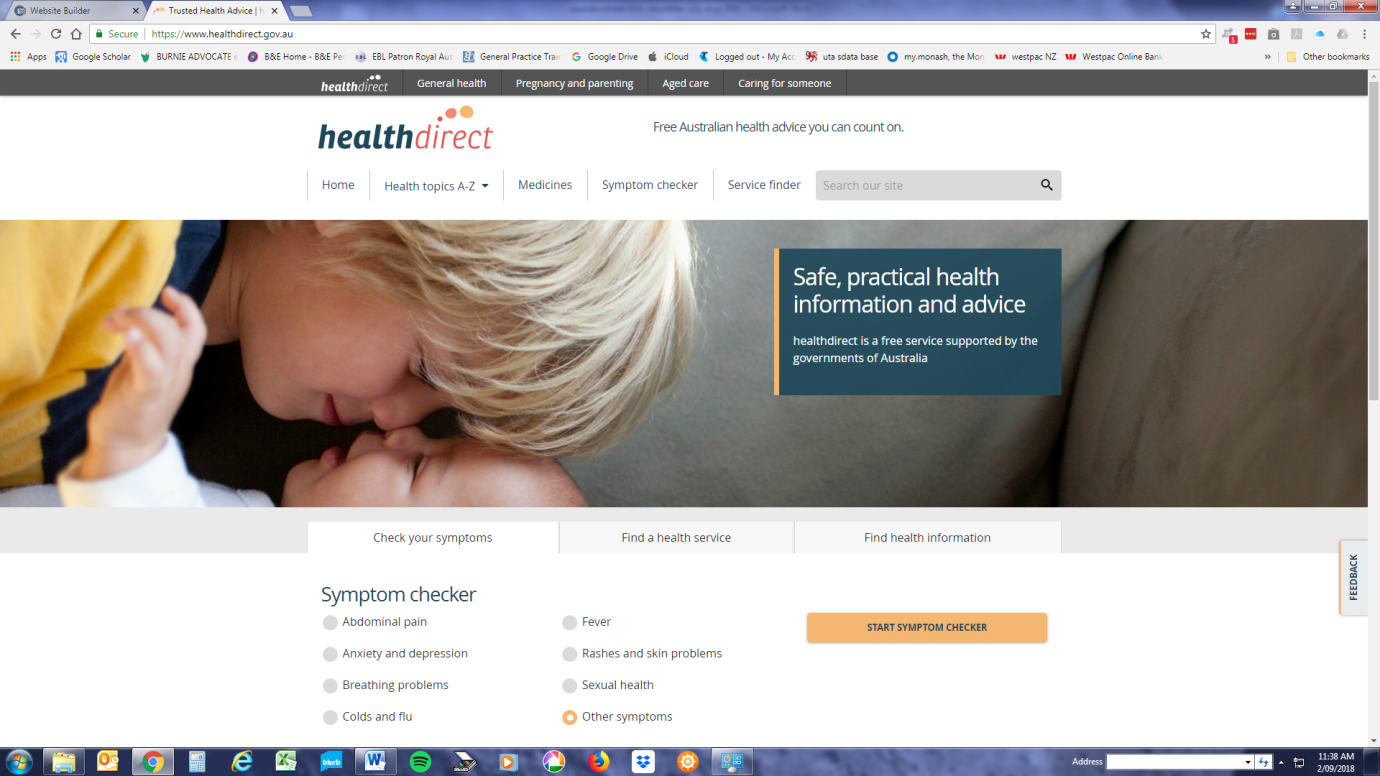 Website Builder
Trusted Health Advice | h
Secure
https://www.healthdirect.gov.au
5
Apps
Google Scholar
BURNIE ADVOCATE
B&E Home - B&E Per
EBL Patron Royal Aus
General Practice Train
Google Drive
iCloud
Logged out - My Acc
uta sdata base
my.monash, the Mon
westpac NZ
Westpac Online Bank
»
Other bookmarks
healthdirect
General health
Pregnancy and parenting
Aged care
Caring for someone
healthdirect
Free Australian health advice you can count on.
Home
Health topics A-Z
Medicines
Symptom checker
Service finder
Search our site
Safe, practical health
information and advice
healthdirect is a free service supported by the
governments of Australia
Check your symptoms
Find a health service
Find health information
FEEDBACK
Symptom checker
Abdominal pain
Fever
START SYMPTOM CHECKER
Anxiety and depression
Rashes and skin problems
Breathing problems
Sexual health
Colds and flu
Other symptoms
blurb
Address
11:38 AM
2/09/2018